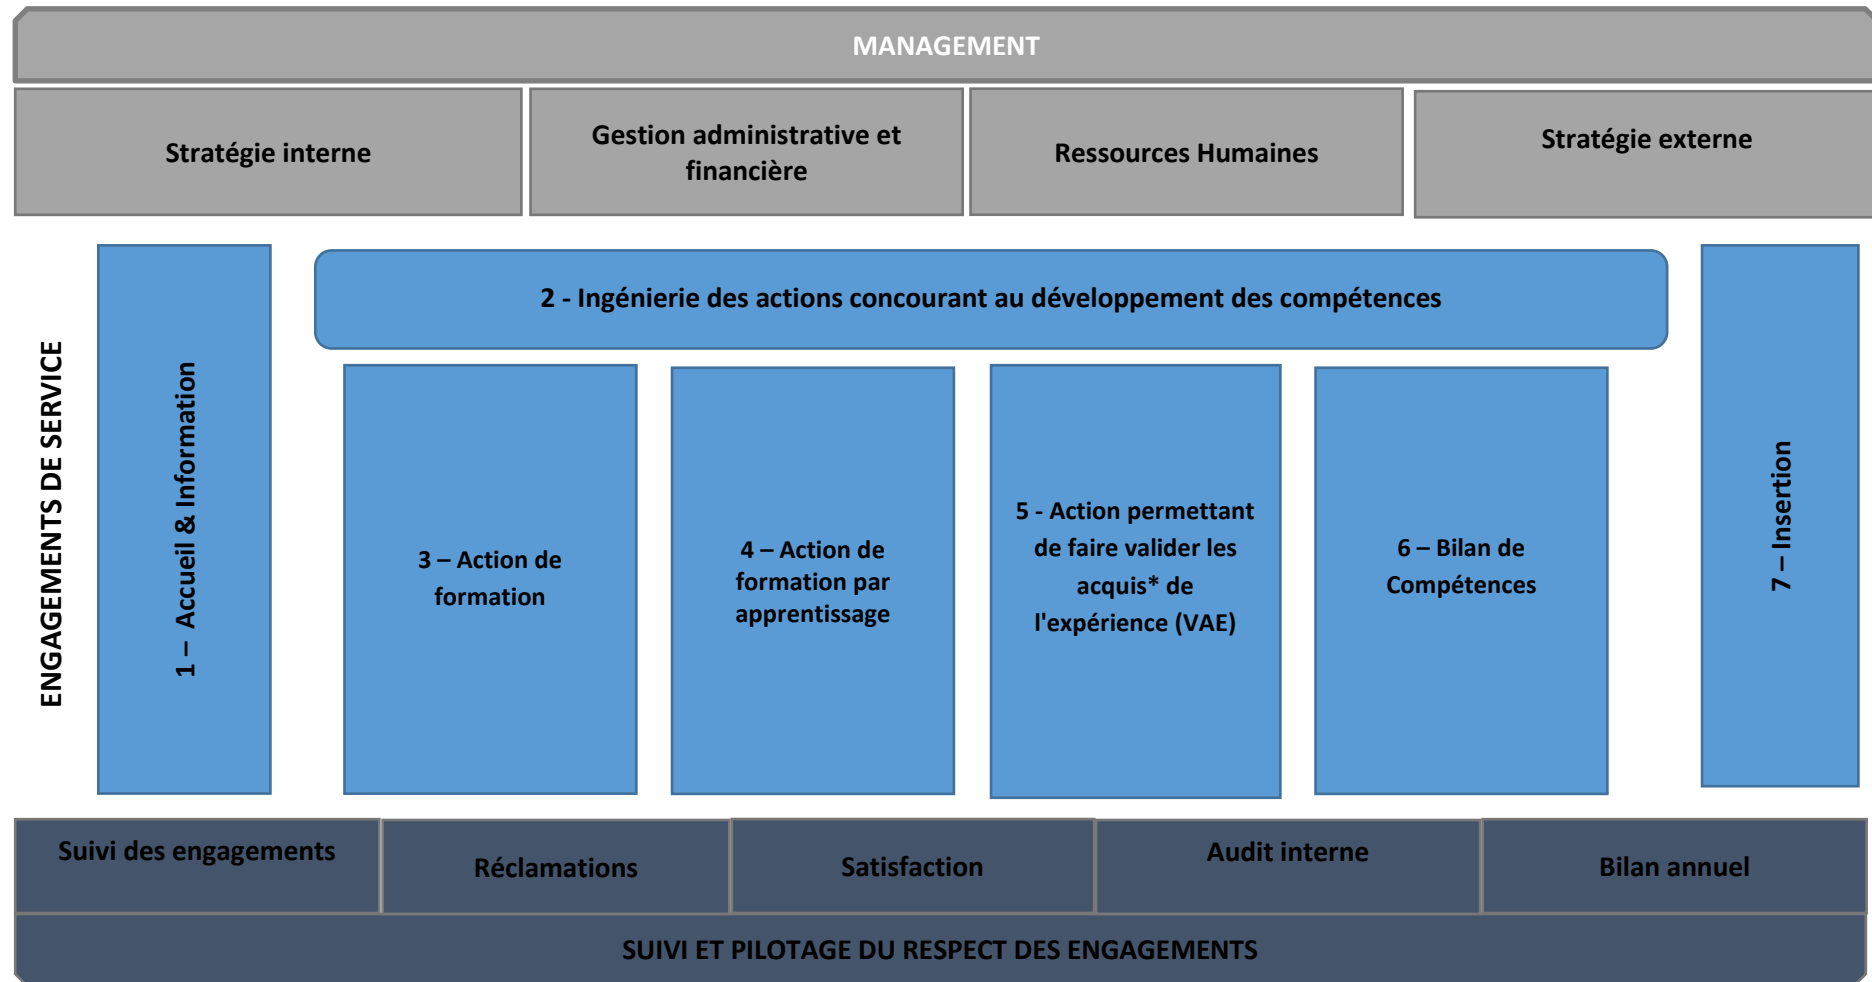 MANAGEMENT
Stratégie interne
Gestion administrative et
financière
Ressources Humaines
Stratégie externe
ENGAGEMENTS DE SERVICE
1 – Accueil & Information
2 - Ingénierie des actions concourant au développement des compétences
3 – Action de
formation
4 – Action de
formation par
apprentissage
5 - Action permettant
de faire valider les
acquis* de
l'expérience (VAE)
6 – Bilan de
Compétences
7 – Insertion
Suivi des engagements
Réclamations
Satisfaction
Audit interne
Bilan annuel
SUIVI ET PILOTAGE DU RESPECT DES ENGAGEMENTS